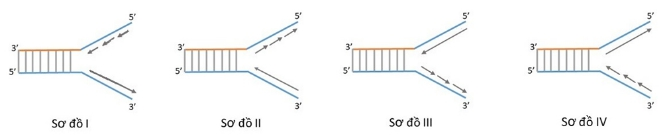 5' 5' 5' 5'
3' 3' 3' 3'
5' 5' 5' 5'
3' 3' 3' 3'
Sơ đồ I Sơ đồ II Sơ đồ III Sơ đồ IV